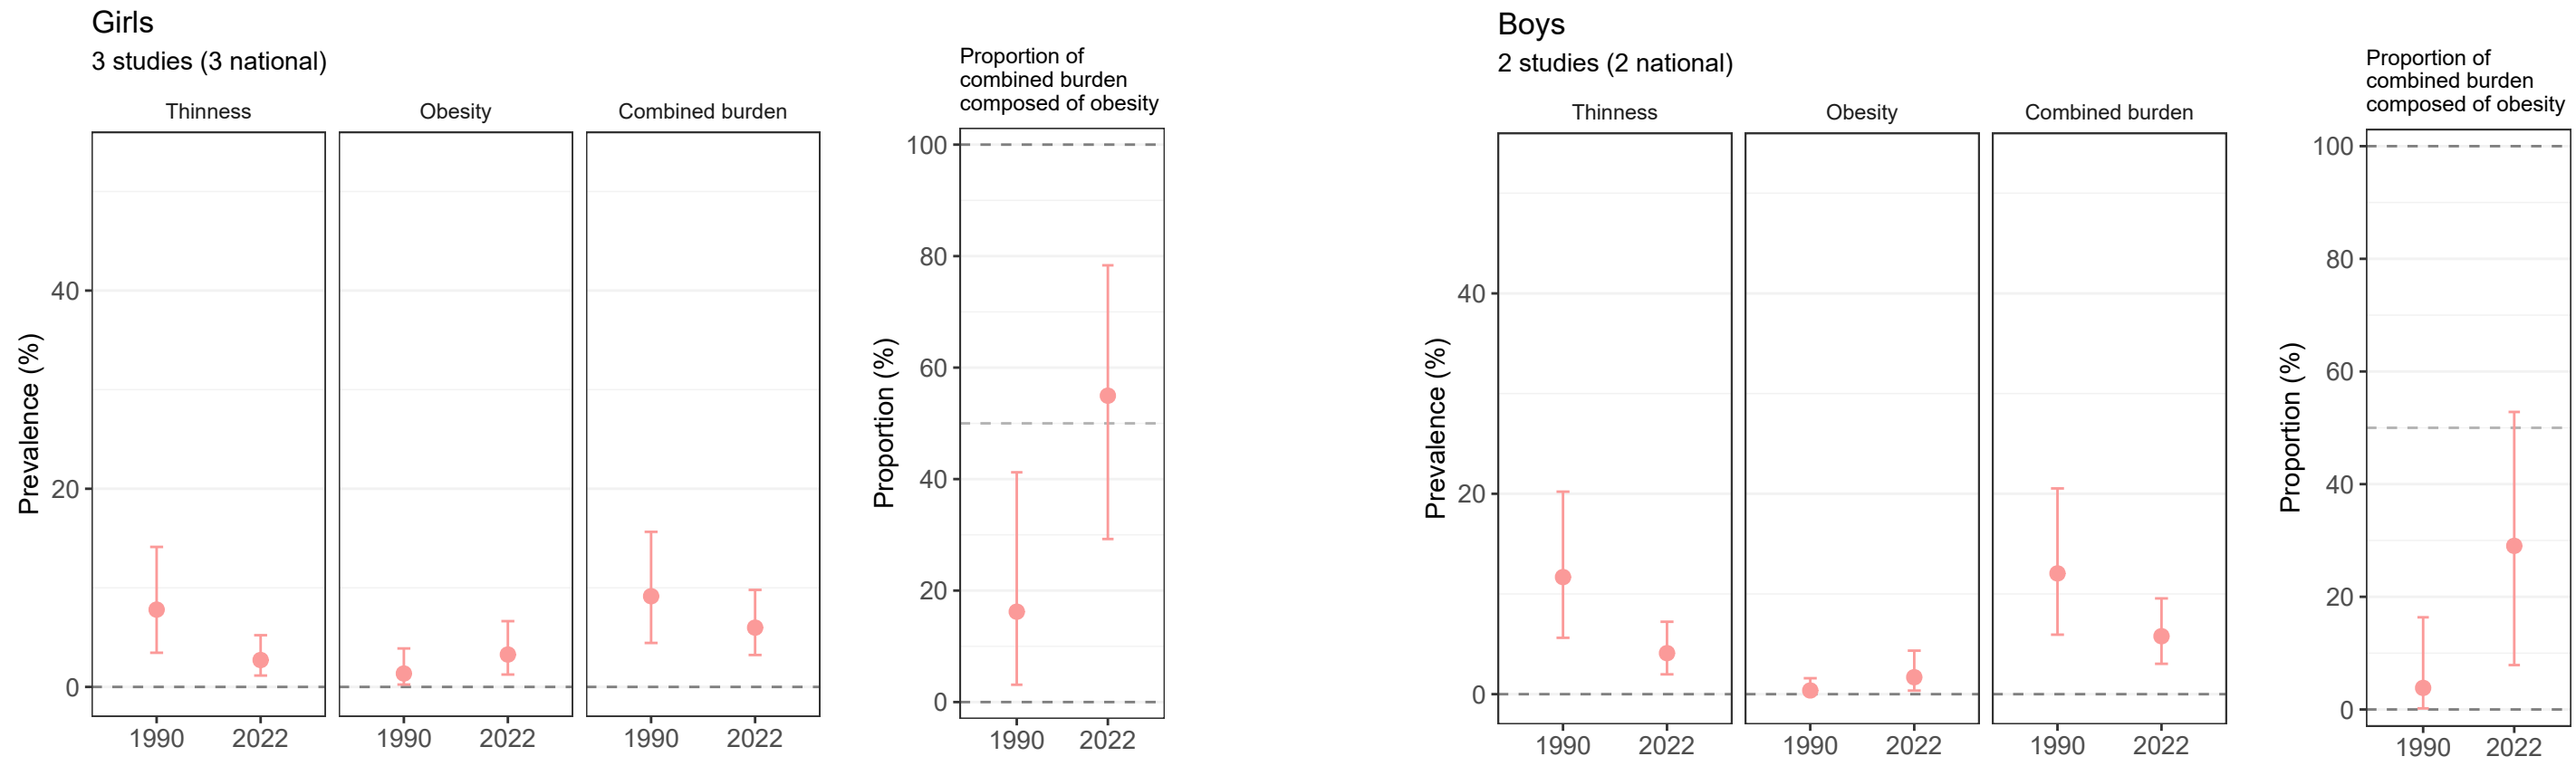 Girls
3 studies (3 national)
Thinness
Obesity
Combined burden
Prevalence (%)
40
20
0
1990 2022
1990 2022
1990 2022
Proportion of
combined burden
composed of obesity
Proportion (%)
100
80
60
40
20
0
1990 2022
Boys
2 studies (2 national)
Thinness
Obesity
Combined burden
Prevalence (%)
40
20
0
1990 2022
1990 2022
1990 2022
Proportion of
combined burden
composed of obesity
Proportion (%)
100
80
60
40
20
0
1990 2022